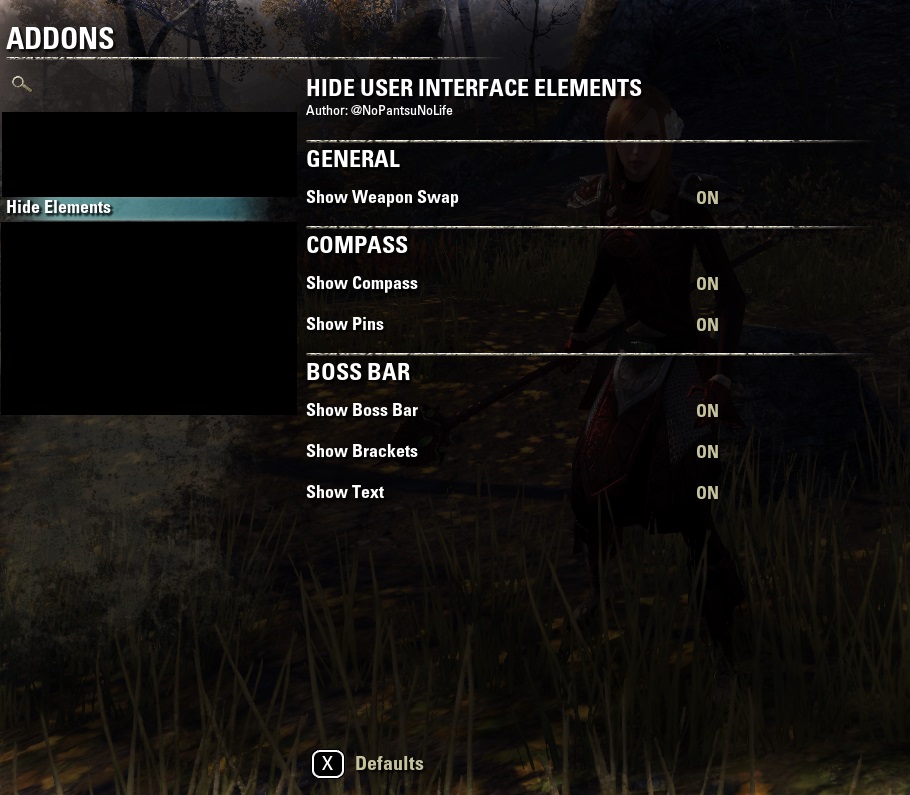 ADDONS
HIDE USER INTERFACE ELEMENTS
Author: @NoPantsuNoLife
GENERAL
Hide Elements
Show Weapon Swap ON
COMPASS
Show Compass ON
Show Pins ON
BOSS BAR
Show Boss Bar ON
Show Brackets ON
Show Text ON
X Defaults